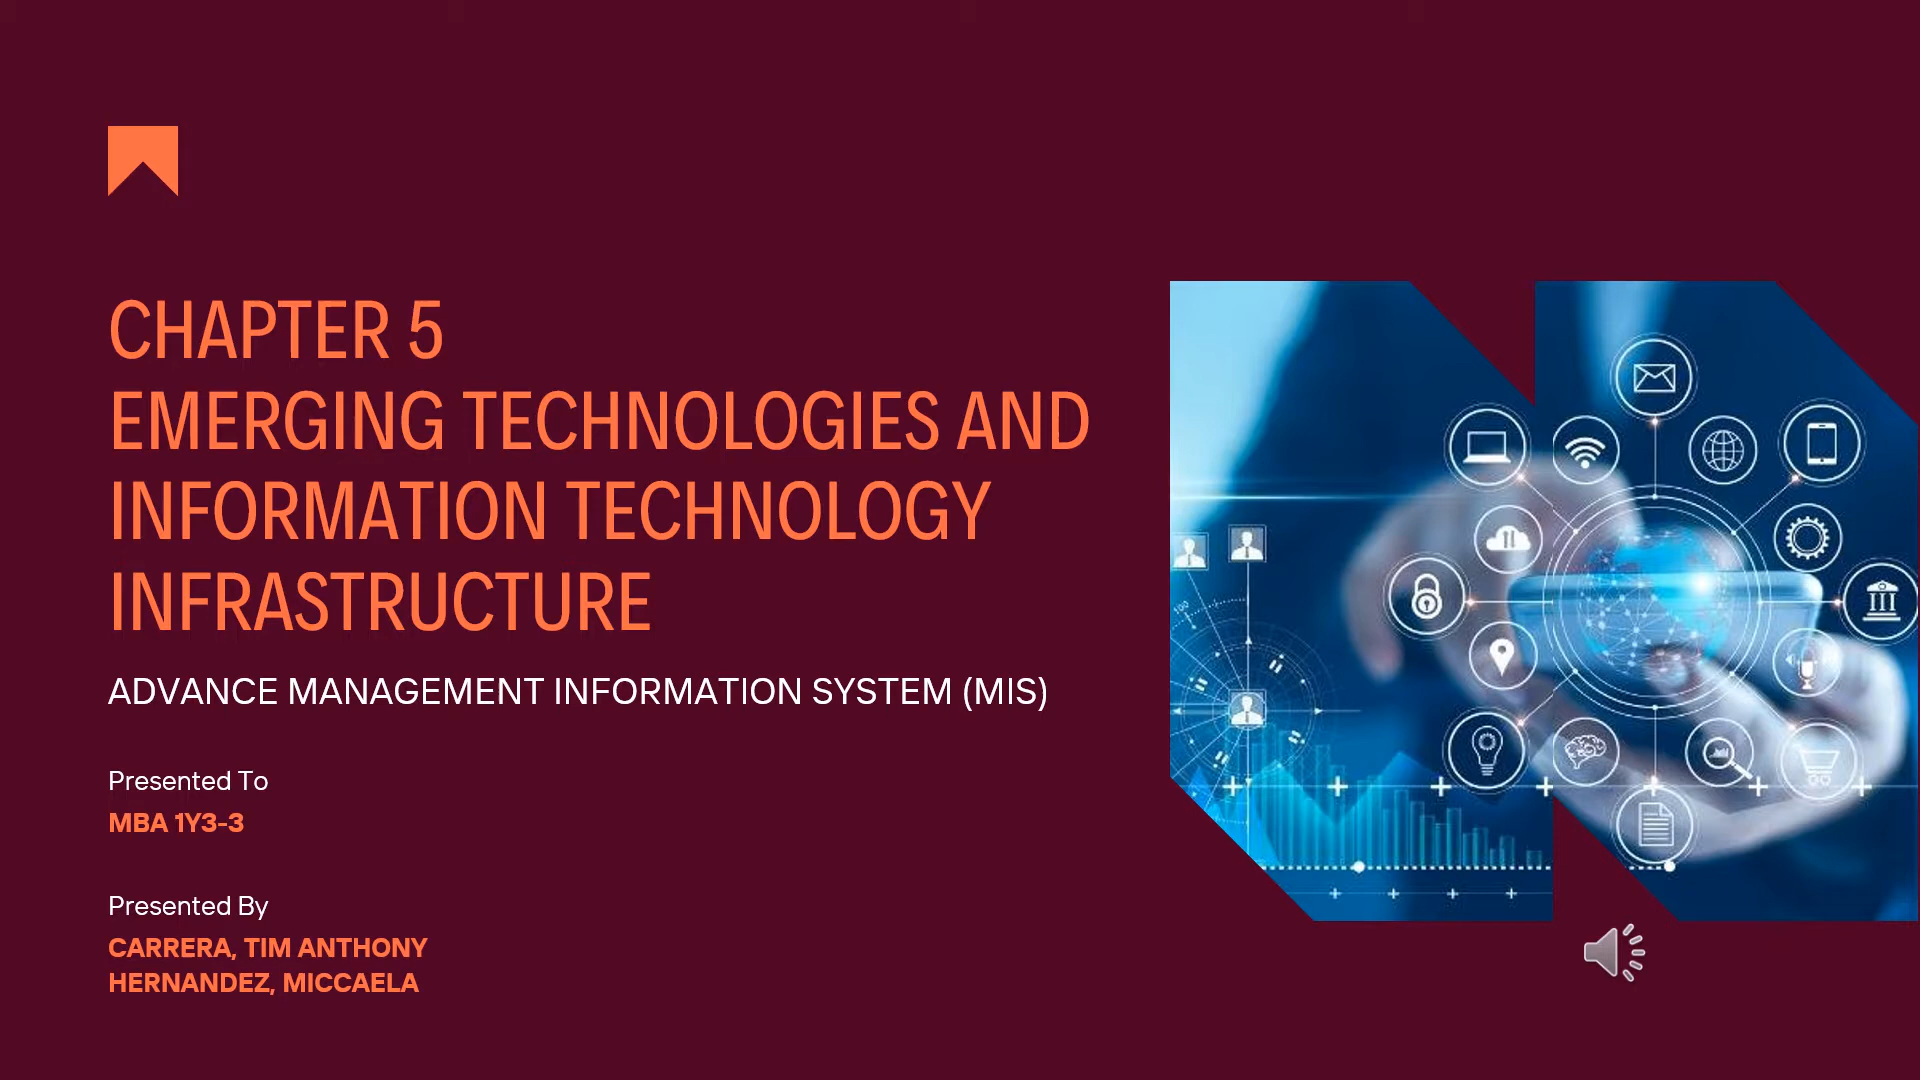 CHAPTER 5
EMERGING TECHNOLOGIES AND
INFORMATION TECHNOLOGY
INFRASTRUCTURE
ADVANCE MANAGEMENT INFORMATION SYSTEM (MIS)
Presented To
MBA 1Y3-3
Presented By
CARRERA, TIM ANTHONY
HERNANDEZ, MICCAELA